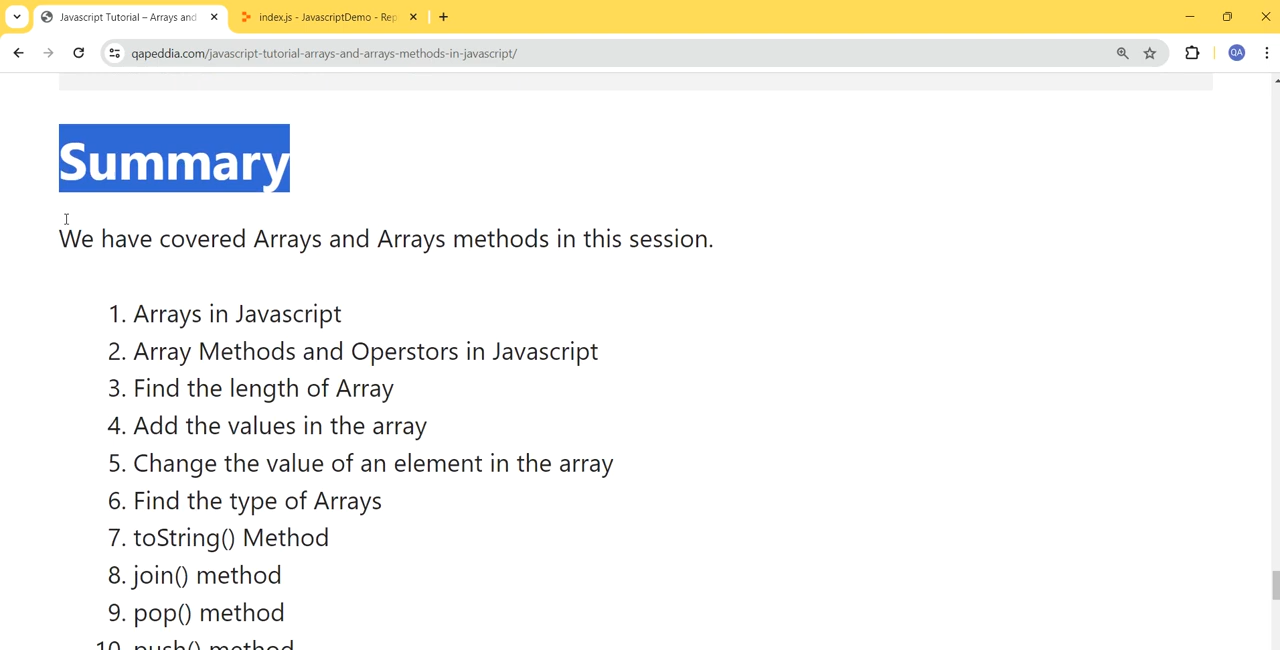 Javascript Tutorial – Arrays and
index.js - JavascriptDemo - Rep
qapeddia.com/javascript-tutorial-arrays-and-arrays-methods-in-javascript/
QA
Summary
We have covered Arrays and Arrays methods in this session.
1. Arrays in Javascript
2. Array Methods and Operstors in Javascript
3. Find the length of Array
4. Add the values in the array
5. Change the value of an element in the array
6. Find the type of Arrays
7. toString() Method
8. join() method
9. pop() method
10. push() method